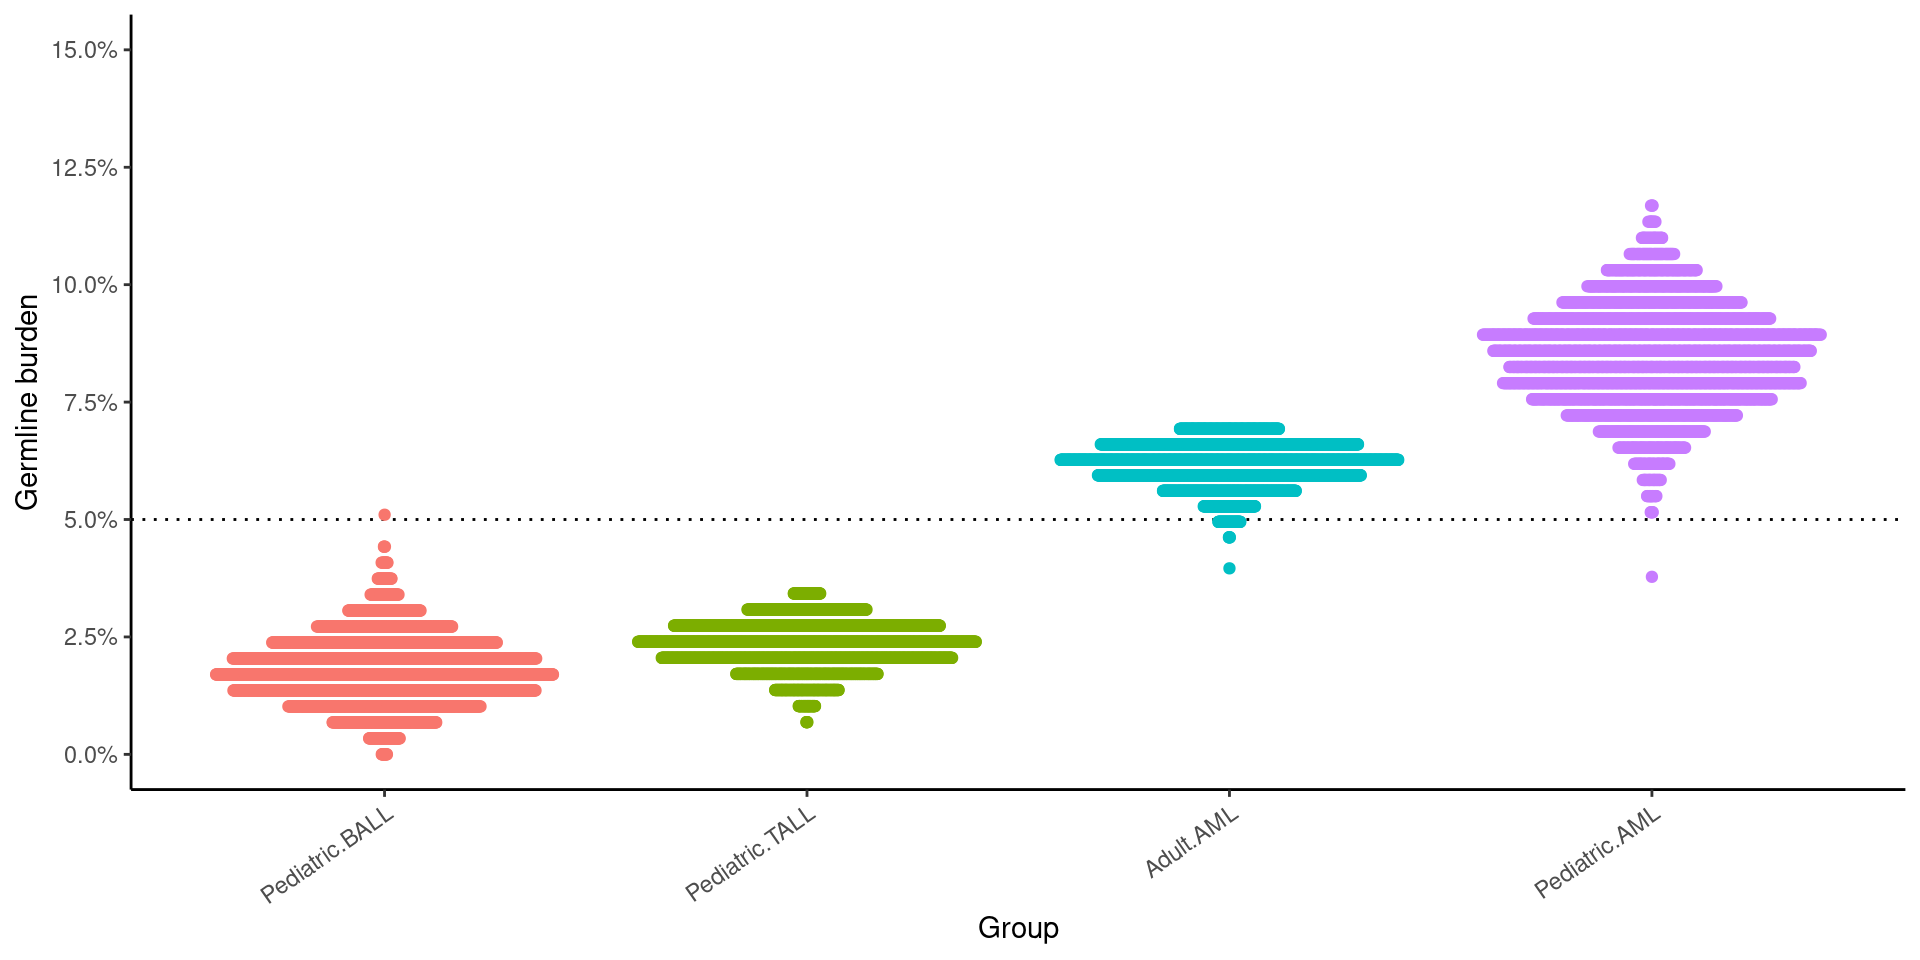 15.0%
12.5%
10.0%
7.5%
5.0%
2.5%
0.0%
Germline burden
Pediatric.BALL
Pediatric.TALL
Adult.AML
Pediatric.AML
Group